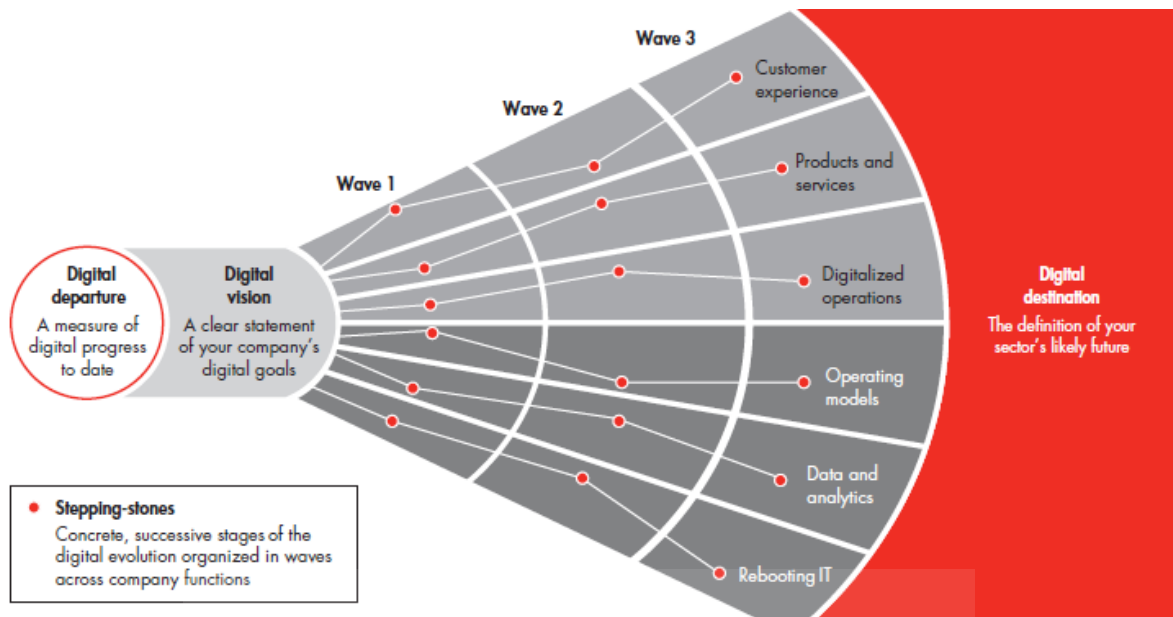 Wave 3
Wave 2
Wave 1
Customer
experience
Products and
services
Digitalized
operations
Operating
models
Data and
analytics
Rebooting IT
Digital
departure
A measure of
digital progress
to date
Digital
vision
A clear statement
of your company’s
digital goals
Digital
destination
The definition of your
sector’s likely future
Stepping-stones
Concrete, successive stages of the
digital evolution organized in waves
across company functions